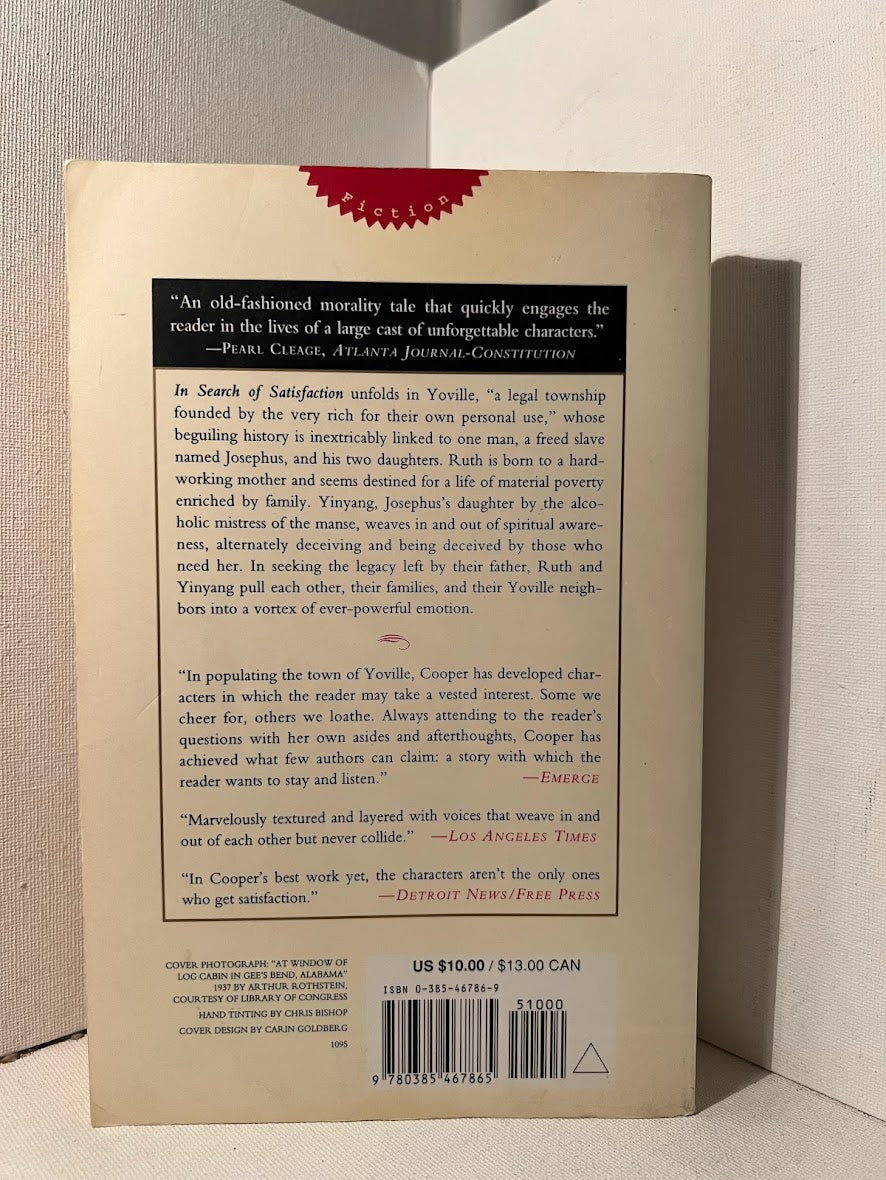 Fiction
“An old-fashioned morality tale that quickly engages the
reader in the lives of a large cast of unforgettable characters.”
—PEARL CLEAGE, ATLANTA JOURNAL-CONSTITUTION
In Search of Satisfaction unfolds in Yoville, “a legal township
founded by the very rich for their own personal use,” whose
beguiling history is inextricably linked to one man, a freed slave
named Josephus, and his two daughters. Ruth is born to a hard-
working mother and seems destined for a life of material poverty
enriched by family. Yinyang, Josephus’s daughter by the alco-
holic mistress of the manse, weaves in and out of spiritual aware-
ness, alternately deceiving and being deceived by those who
need her. In seeking the legacy left by their father, Ruth and
Yinyang pull each other, their families, and their Yoville neigh-
bors into a vortex of ever-powerful emotion.
“In populating the town of Yoville, Cooper has developed char-
acters in which the reader may take a vested interest. Some we
cheer for, others we loathe. Always attending to the reader’s
questions with her own asides and afterthoughts, Cooper has
achieved what few authors can claim: a story with which the
reader wants to stay and listen.” —EMERGE
“Marvelously textured and layered with voices that weave in and
out of each other but never collide.” —LOS ANGELES TIMES
“In Cooper’s best work yet, the characters aren’t the only ones
who get satisfaction.” —DETROIT NEWS/FREE PRESS
COVER PHOTOGRAPH: “AT WINDOW OF
LOG CABIN IN GEE’S BEND, ALABAMA”
1937 BY ARTHUR ROTHSTEIN,
COURTESY OF LIBRARY OF CONGRESS
HAND TINTING BY CHRIS BISHOP
COVER DESIGN BY CARIN GOLDBERG
1095
US $10.00 / $13.00 CAN
ISBN 0-385-46786-9
51000
9 780385 467865